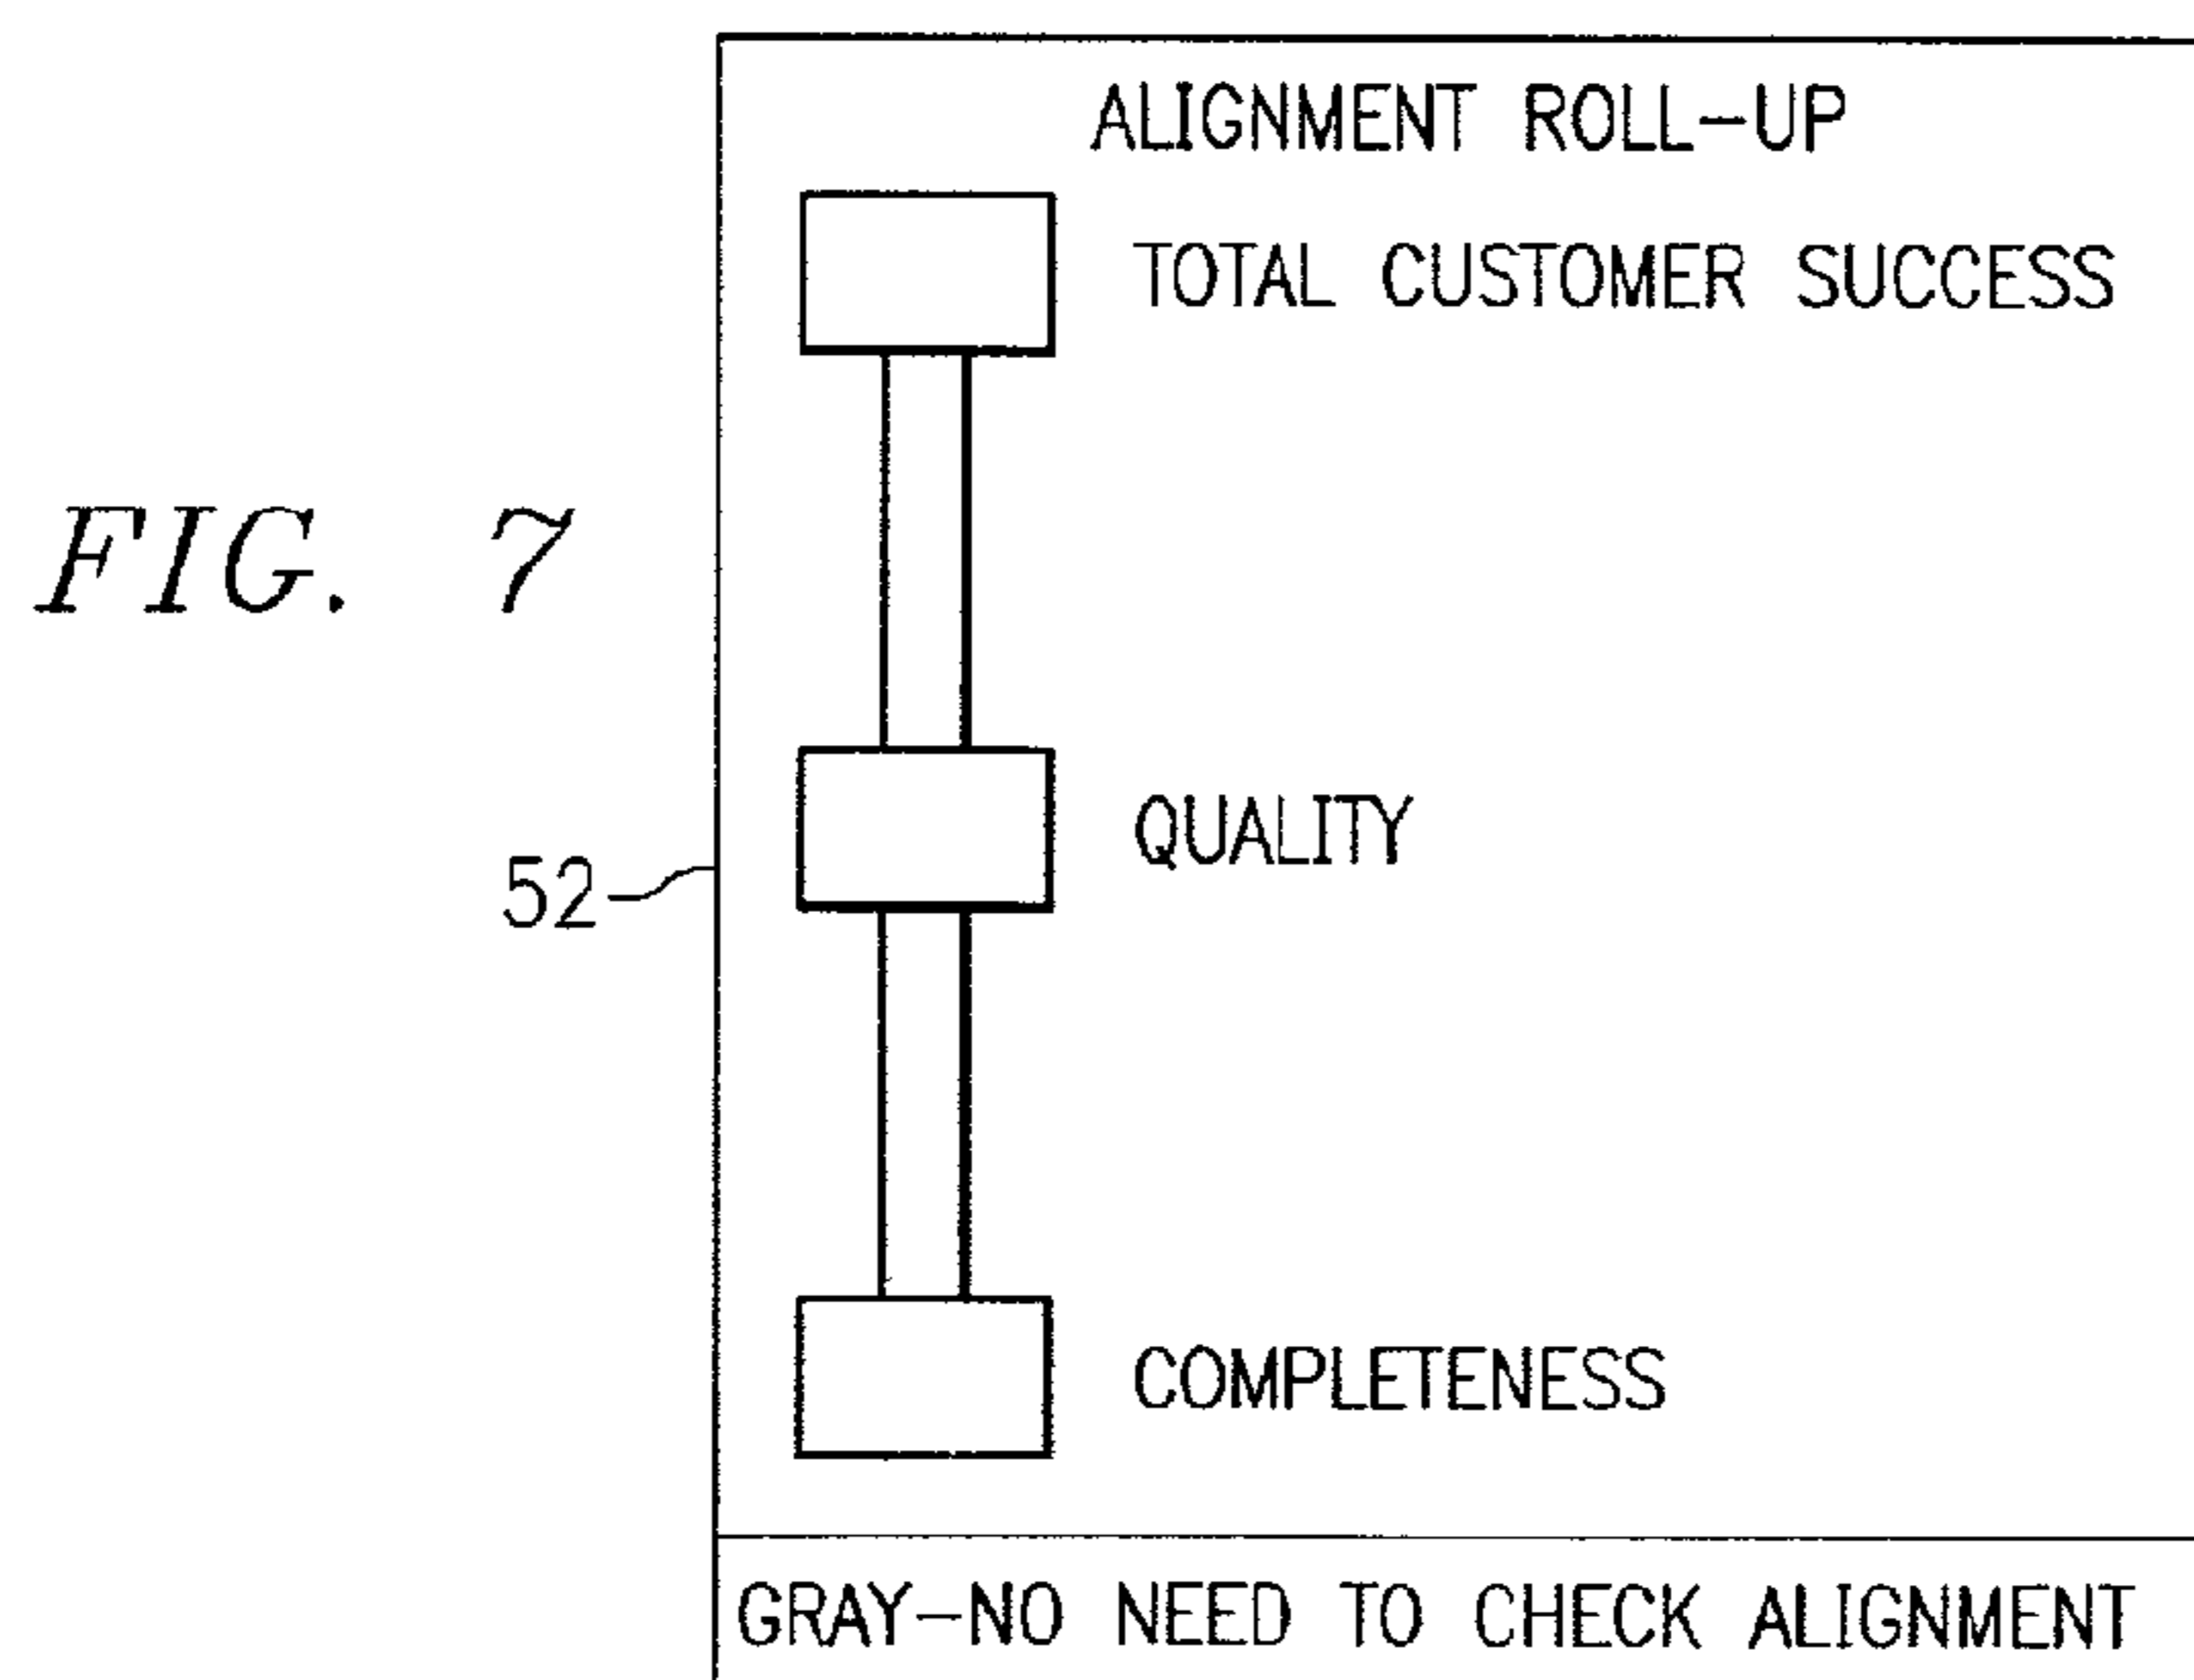 ALIGNMENT ROLL-UP
TOTAL CUSTOMER SUCCESS
FIG. 7
QUALITY
52
COMPLETENESS
GRAY-NO NEED TO CHECK ALIGNMENT